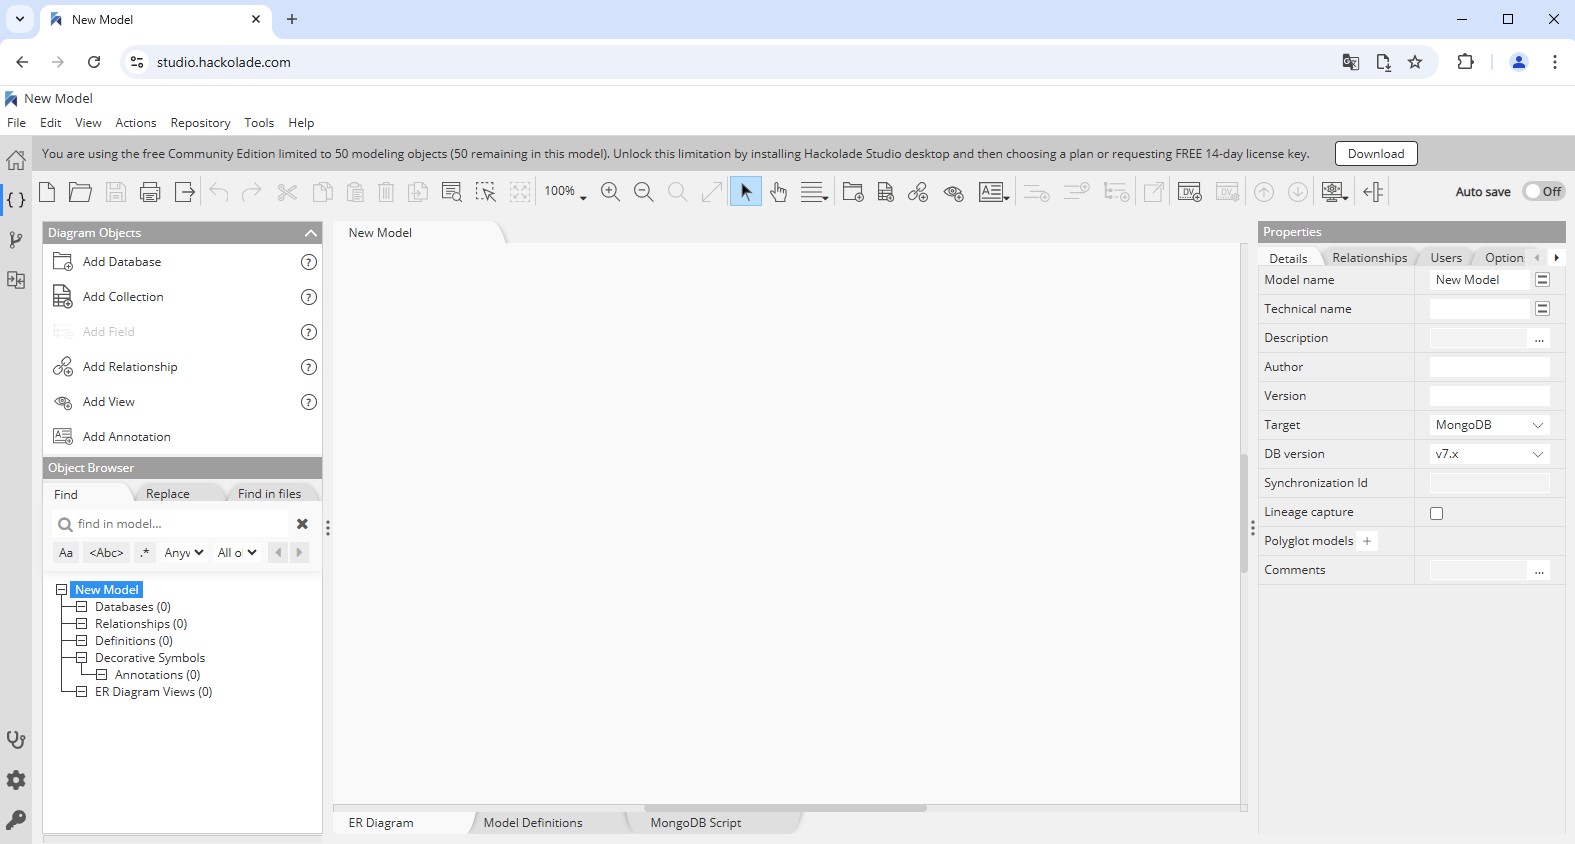 New Model
studio.hackolade.com
New Model
File Edit View Actions Repository Tools Help
You are using the free Community Edition limited to 50 modeling objects (50 remaining in this model). Unlock this limitation by installing Hackolade Studio desktop and then choosing a plan or requesting FREE 14-day license key. Download
100% Auto save Off
Diagram Objects
Add Database
Add Collection
Add Field
Add Relationship
Add View
Add Annotation
Object Browser
Find Replace Find in files
find in model...
Aa <Abc> .* Anyw All o
New Model
Databases (0)
Relationships (0)
Definitions (0)
Decorative Symbols
Annotations (0)
ER Diagram Views (0)
New Model
ER Diagram Model Definitions MongoDB Script
Properties
Details Relationships Users Option
Model name New Model
Technical name
Description ...
Author
Version
Target MongoDB
DB version v7.x
Synchronization Id
Lineage capture
Polyglot models +
Comments ...